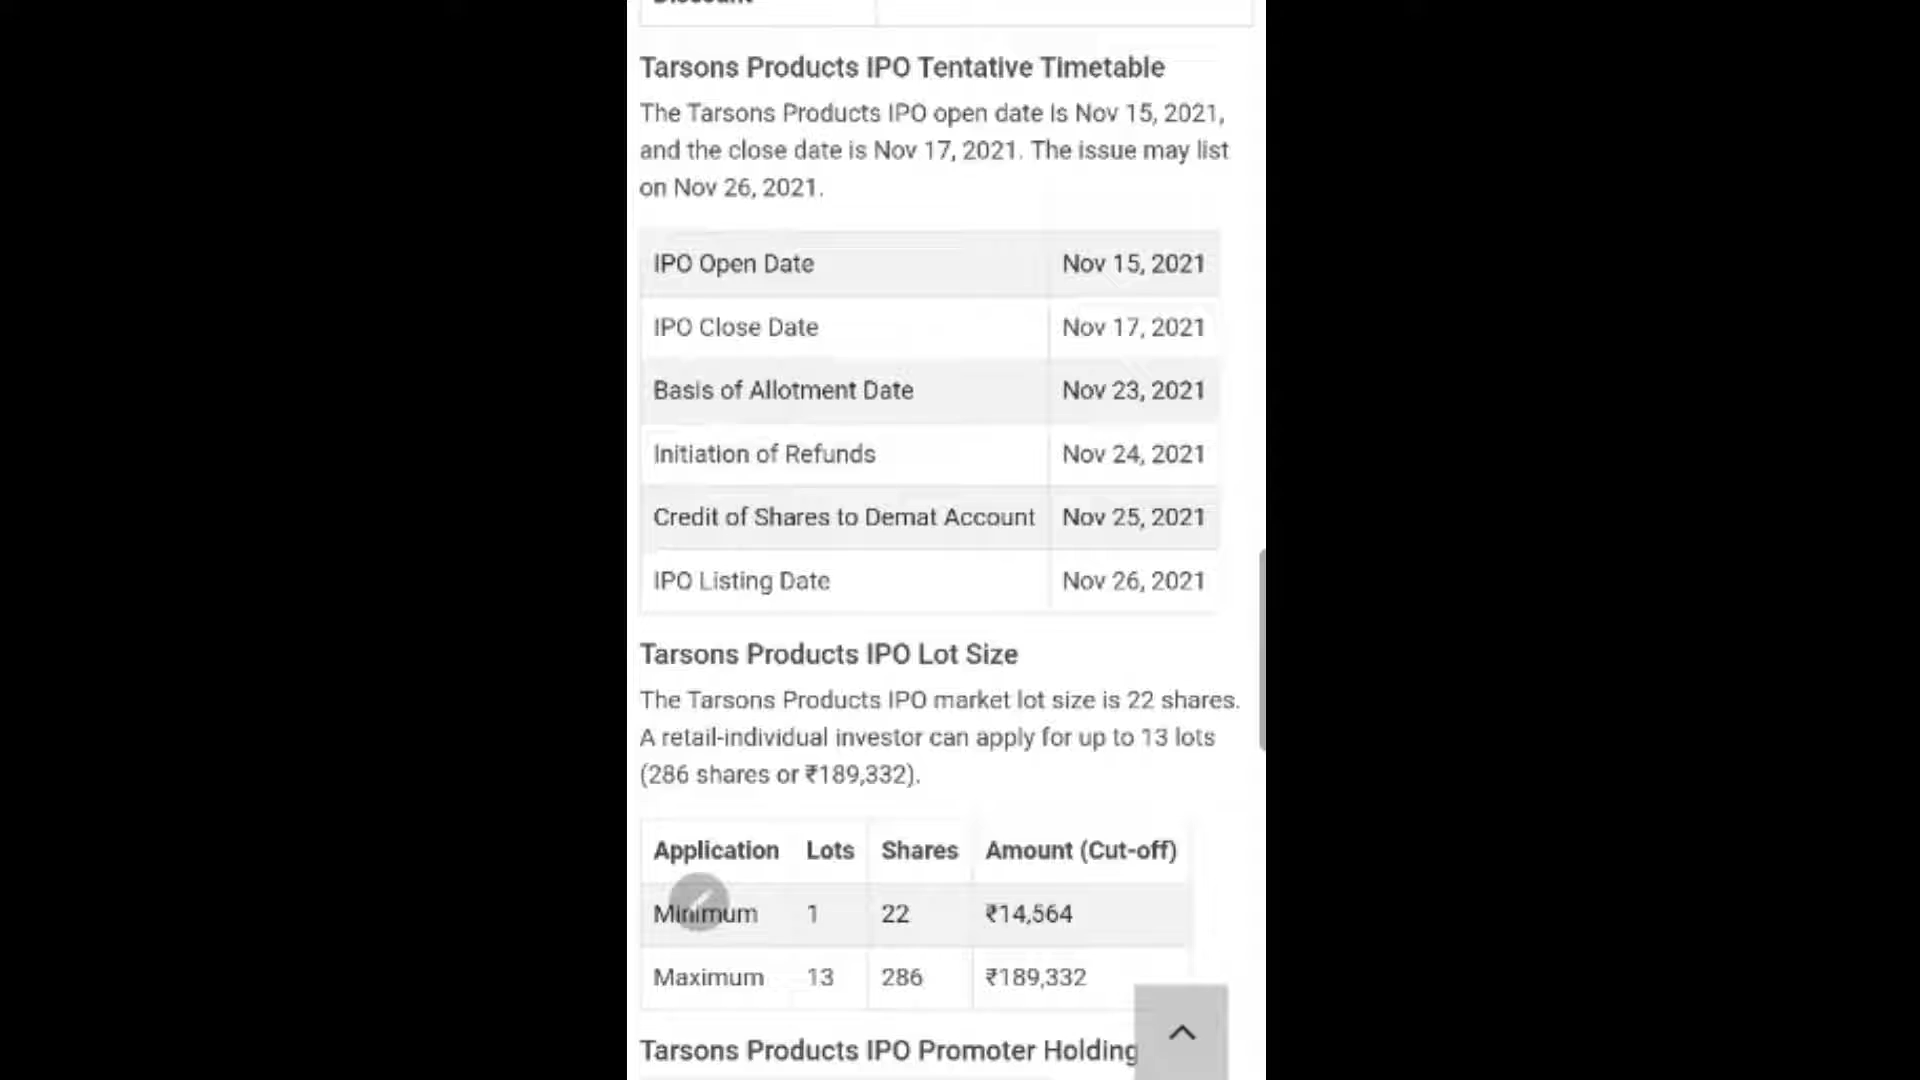 Discount
Tarsons Products IPO Tentative Timetable
The Tarsons Products IPO open date is Nov 15, 2021,
and the close date is Nov 17, 2021. The issue may list
on Nov 26, 2021.
IPO Open Date Nov 15, 2021
IPO Close Date Nov 17, 2021
Basis of Allotment Date Nov 23, 2021
Initiation of Refunds Nov 24, 2021
Credit of Shares to Demat Account Nov 25, 2021
IPO Listing Date Nov 26, 2021
Tarsons Products IPO Lot Size
The Tarsons Products IPO market lot size is 22 shares.
A retail-individual investor can apply for up to 13 lots
(286 shares or ₹189,332).
Application Lots Shares Amount (Cut-off)
Minimum 1 22 ₹14,564
Maximum 13 286 ₹189,332
Tarsons Products IPO Promoter Holding